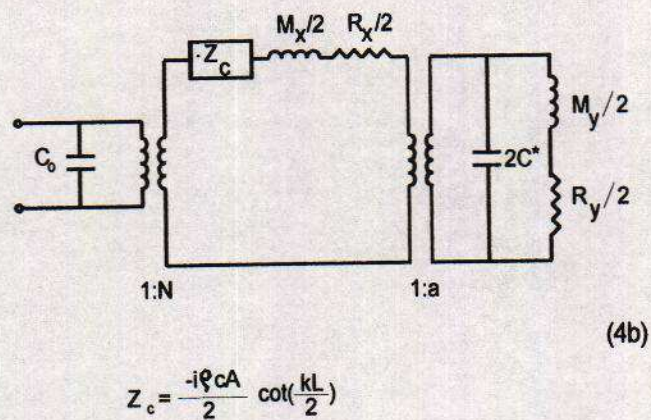 M_x/2
R_x/2
-Z_c
C_o
2C*
M_y/2
R_y/2
1:N
1:a
(4b)
Z_c = -iρcA/2 cot(kL/2)